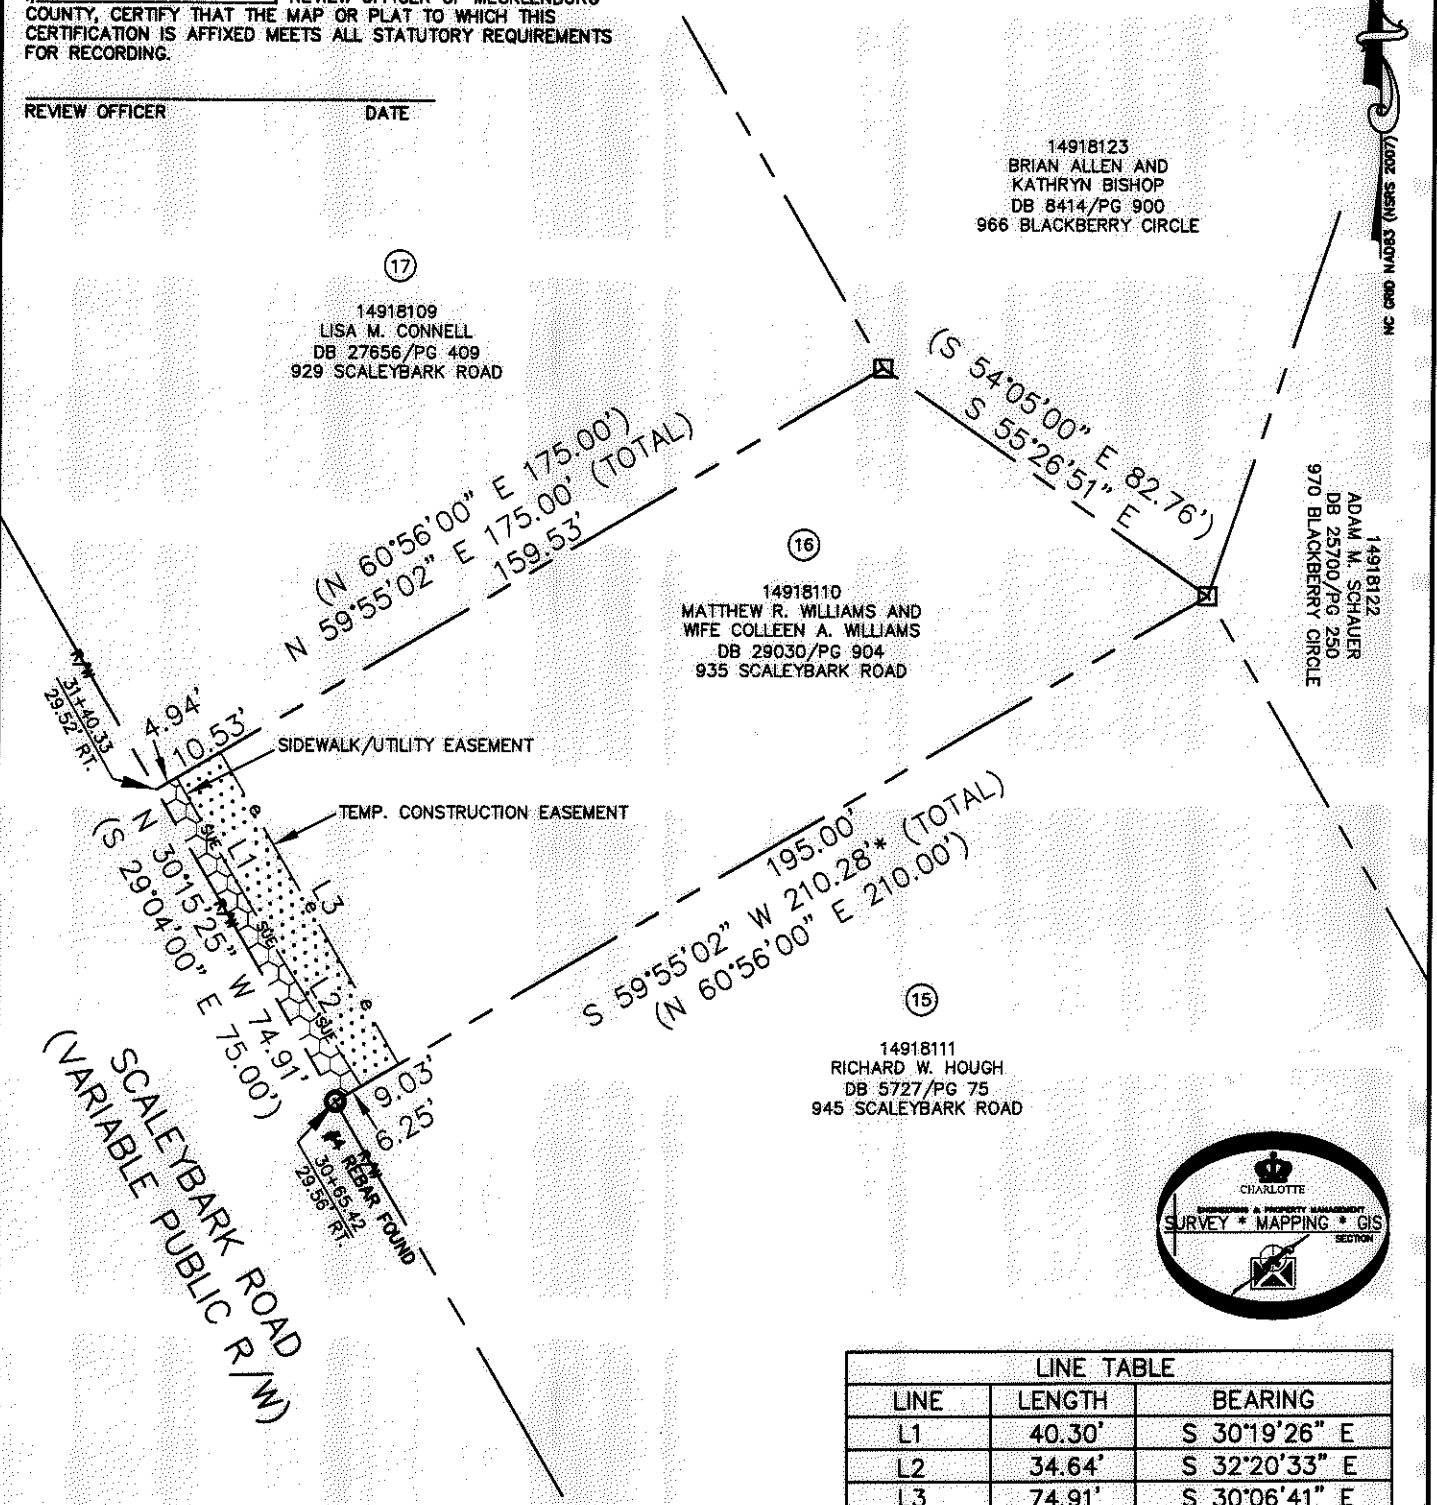 REVIEW OFFICER OF MECKLENBURG
COUNTY, CERTIFY THAT THE MAP OR PLAT TO WHICH THIS
CERTIFICATION IS AFFIXED MEETS ALL STATUTORY REQUIREMENTS
FOR RECORDING.
REVIEW OFFICER DATE
NC GRID NAD83 (NSRS 2007)
14918123
BRIAN ALLEN AND
KATHRYN BISHOP
DB 8414/PG 900
966 BLACKBERRY CIRCLE
17
14918109
LISA M. CONNELL
DB 27656/PG 409
929 SCALEYBARK ROAD
(S 54°05'00" E 82.76')
S 55°26'51" E
(N 60°56'00" E 175.00')
N 59°55'02" E 175.00' (TOTAL)
159.53'
14918122
ADAM M. SCHAUER
DB 25700/PG 250
970 BLACKBERRY CIRCLE
16
14918110
MATTHEW R. WILLIAMS AND
WIFE COLLEEN A. WILLIAMS
DB 29030/PG 904
935 SCALEYBARK ROAD
R/W
31+40.33
29.52' RT.
4.94'
10.53'
SIDEWALK/UTILITY EASEMENT
TEMP. CONSTRUCTION EASEMENT
SUE
L1
e
L3
e
R/W
SUE
L2
e
SUE
N 30°15'25" W 74.91'
(S 29°04'00" E 75.00')
195.00'
S 59°55'02" W 210.28'* (TOTAL)
(N 60°56'00" E 210.00')
15
14918111
RICHARD W. HOUGH
DB 5727/PG 75
945 SCALEYBARK ROAD
9.03'
6.25'
R/W
#4 REBAR FOUND
30+65.42
29.56' RT.
SCALEYBARK ROAD
(VARIABLE PUBLIC R/W)
CHARLOTTE
ENGINEERING & PROPERTY MANAGEMENT
SURVEY * MAPPING * GIS
SECTION
LINE TABLE
LINE LENGTH BEARING
L1 40.30' S 30°19'26" E
L2 34.64' S 32°20'33" E
L3 74.91' S 30°06'41" E